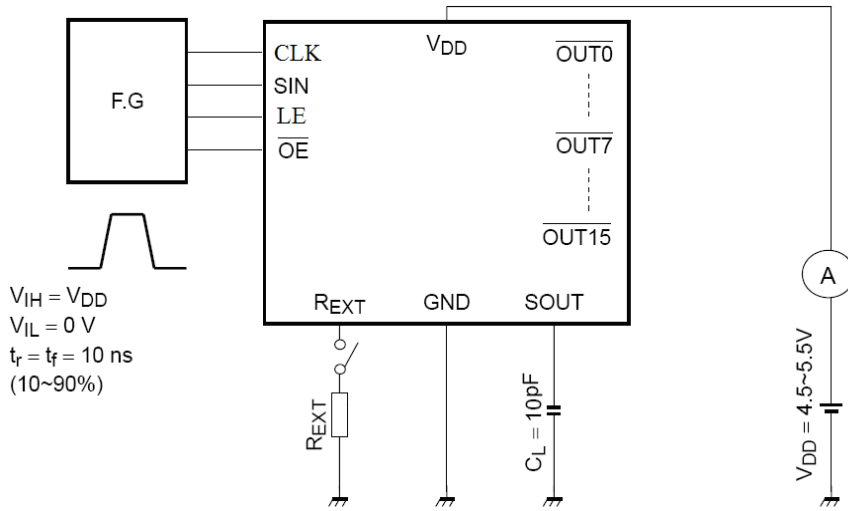 F.G
CLK
SIN
LE
OE
VDD
OUT0
OUT7
OUT15
REXT
GND
SOUT
A
VIH = VDD
VIL = 0 V
tr = tf = 10 ns
(10~90%)
REXT
CL = 10pF
VDD = 4.5~5.5V